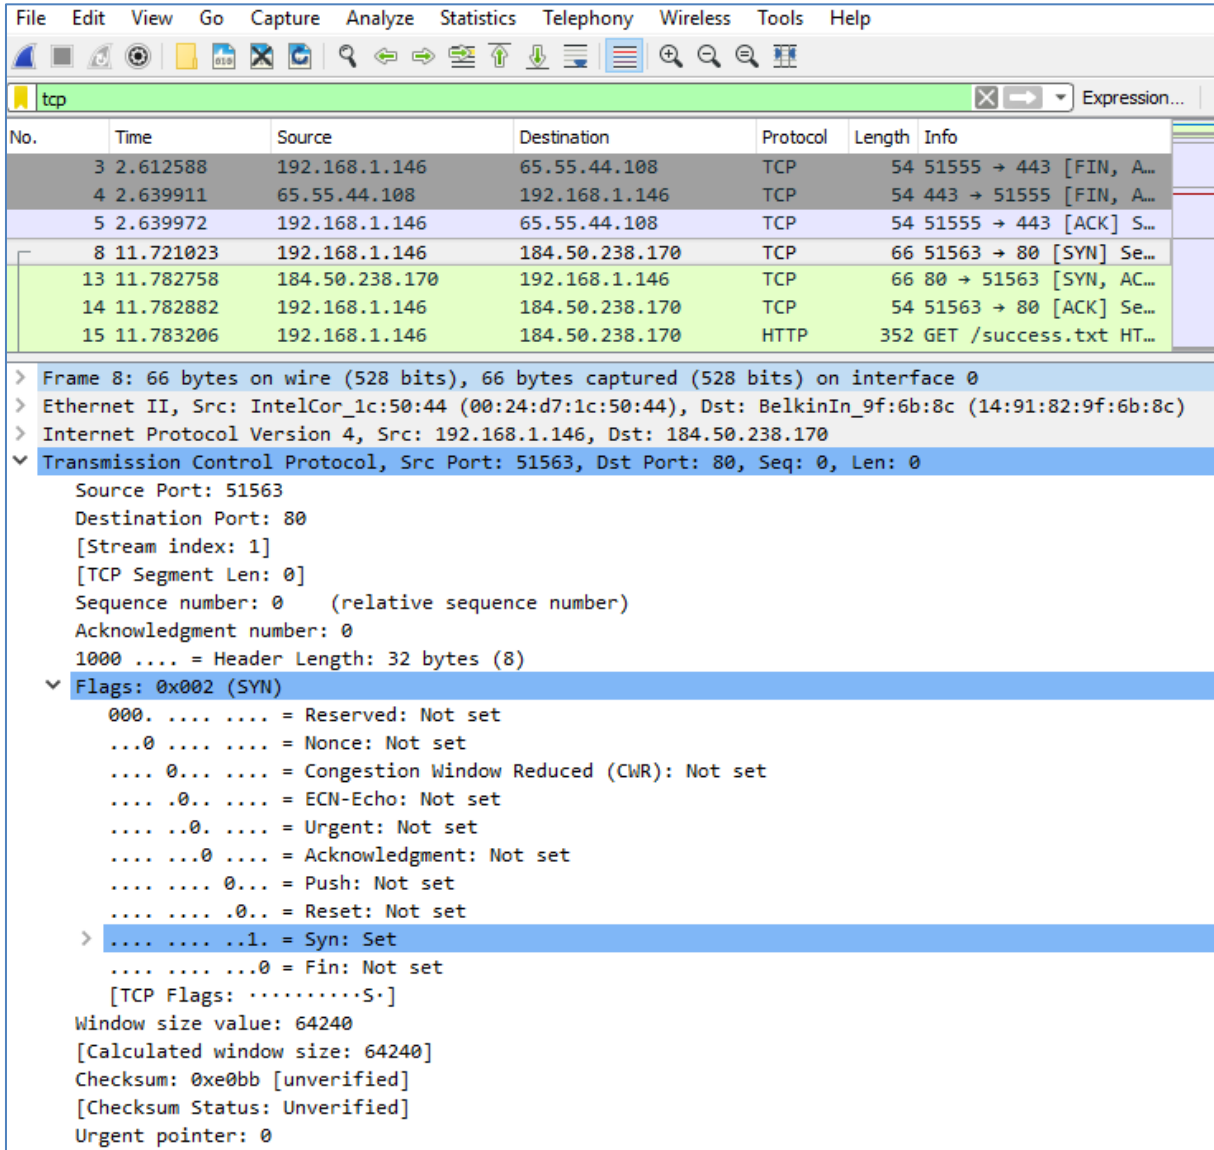 File Edit View Go Capture Analyze Statistics Telephony Wireless Tools Help
tcp Expression...
No. Time Source Destination Protocol Length Info
3 2.612588 192.168.1.146 65.55.44.108 TCP 54 51555 → 443 [FIN, A…
4 2.639911 65.55.44.108 192.168.1.146 TCP 54 443 → 51555 [FIN, A…
5 2.639972 192.168.1.146 65.55.44.108 TCP 54 51555 → 443 [ACK] S…
8 11.721023 192.168.1.146 184.50.238.170 TCP 66 51563 → 80 [SYN] Se…
13 11.782758 184.50.238.170 192.168.1.146 TCP 66 80 → 51563 [SYN, AC…
14 11.782882 192.168.1.146 184.50.238.170 TCP 54 51563 → 80 [ACK] Se…
15 11.783206 192.168.1.146 184.50.238.170 HTTP 352 GET /success.txt HT…
> Frame 8: 66 bytes on wire (528 bits), 66 bytes captured (528 bits) on interface 0
> Ethernet II, Src: IntelCor_1c:50:44 (00:24:d7:1c:50:44), Dst: BelkinIn_9f:6b:8c (14:91:82:9f:6b:8c)
> Internet Protocol Version 4, Src: 192.168.1.146, Dst: 184.50.238.170
Transmission Control Protocol, Src Port: 51563, Dst Port: 80, Seq: 0, Len: 0
Source Port: 51563
Destination Port: 80
[Stream index: 1]
[TCP Segment Len: 0]
Sequence number: 0 (relative sequence number)
Acknowledgment number: 0
1000 .... = Header Length: 32 bytes (8)
Flags: 0x002 (SYN)
000. .... .... = Reserved: Not set
...0 .... .... = Nonce: Not set
.... 0... .... = Congestion Window Reduced (CWR): Not set
.... .0.. .... = ECN-Echo: Not set
.... ..0. .... = Urgent: Not set
.... ...0 .... = Acknowledgment: Not set
.... .... 0... = Push: Not set
.... .... .0.. = Reset: Not set
> .... .... ..1. = Syn: Set
.... .... ...0 = Fin: Not set
[TCP Flags: ··········S·]
Window size value: 64240
[Calculated window size: 64240]
Checksum: 0xe0bb [unverified]
[Checksum Status: Unverified]
Urgent pointer: 0